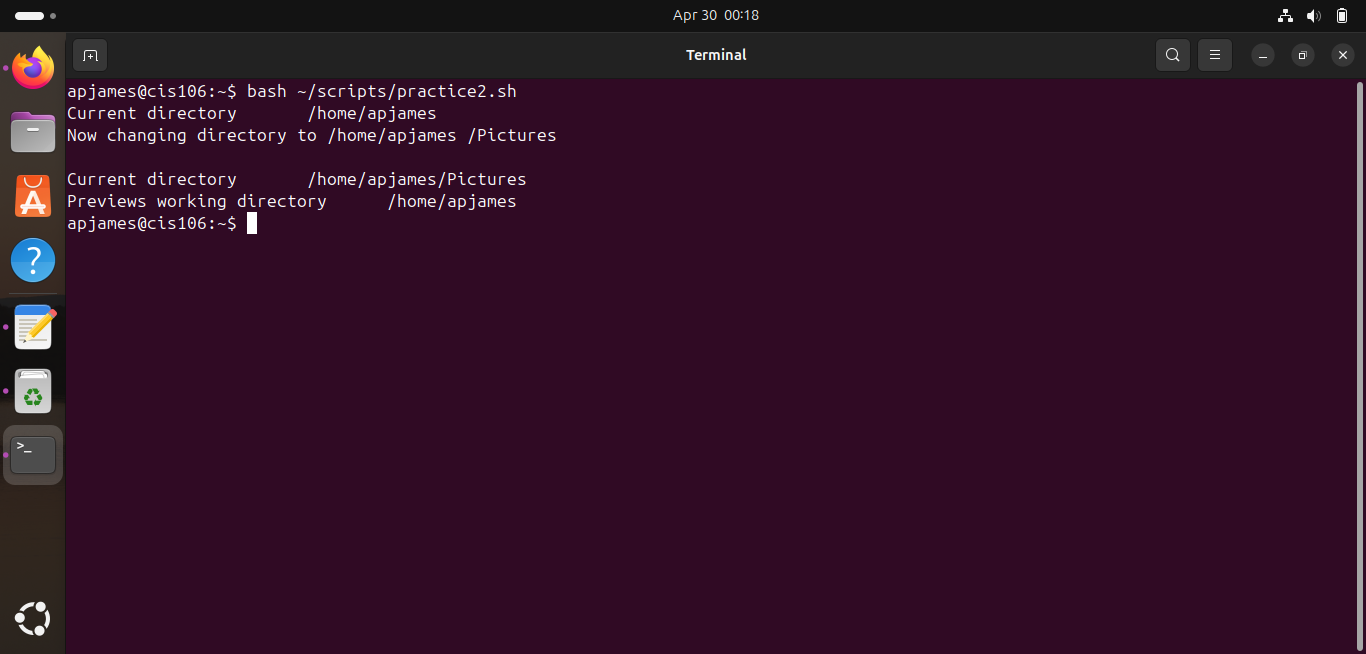 Apr 30 00:18
Terminal
apjames@cis106:~$ bash ~/scripts/practice2.sh
Current directory       /home/apjames
Now changing directory to /home/apjames /Pictures

Current directory       /home/apjames/Pictures
Previews working directory      /home/apjames
apjames@cis106:~$